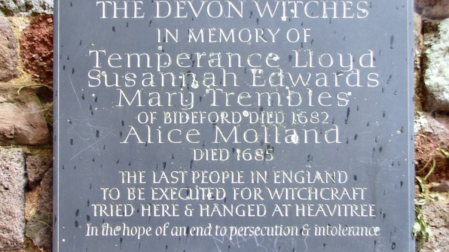 THE DEVON WITCHES
IN MEMORY OF
Temperance Lloyd
Susannah Edwards
Mary Trembles
OF BIDEFORD DIED 1682
Alice Molland
DIED 1685
THE LAST PEOPLE IN ENGLAND
TO BE EXECUTED FOR WITCHCRAFT
TRIED HERE & HANGED AT HEAVITREE
In the hope of an end to persecution & intolerance